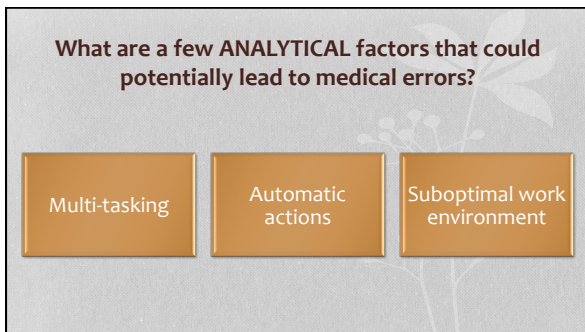 What are a few ANALYTICAL factors that could
potentially lead to medical errors?
Multi-tasking
Automatic
actions
Suboptimal work
environment